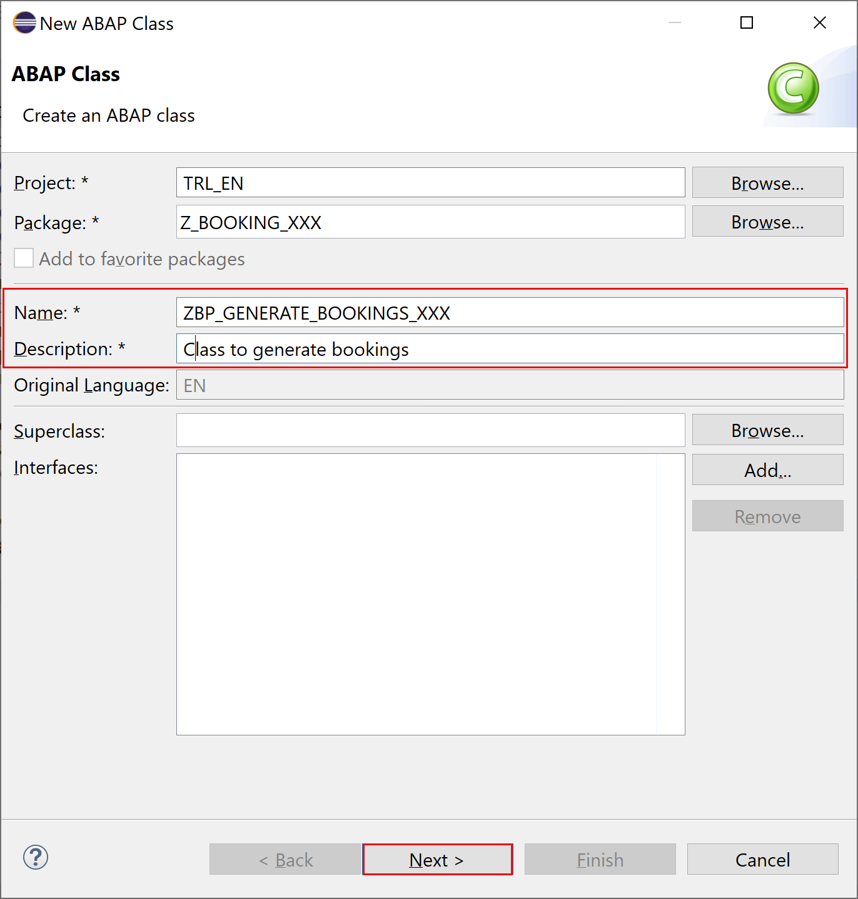 New ABAP Class
ABAP Class
Create an ABAP class
Project: * TRL_EN Browse...
Package: * Z_BOOKING_XXX Browse...
Add to favorite packages
Name: * ZBP_GENERATE_BOOKINGS_XXX
Description: * Class to generate bookings
Original Language: EN
Superclass: Browse...
Interfaces: Add...
Remove
? < Back Next > Finish Cancel